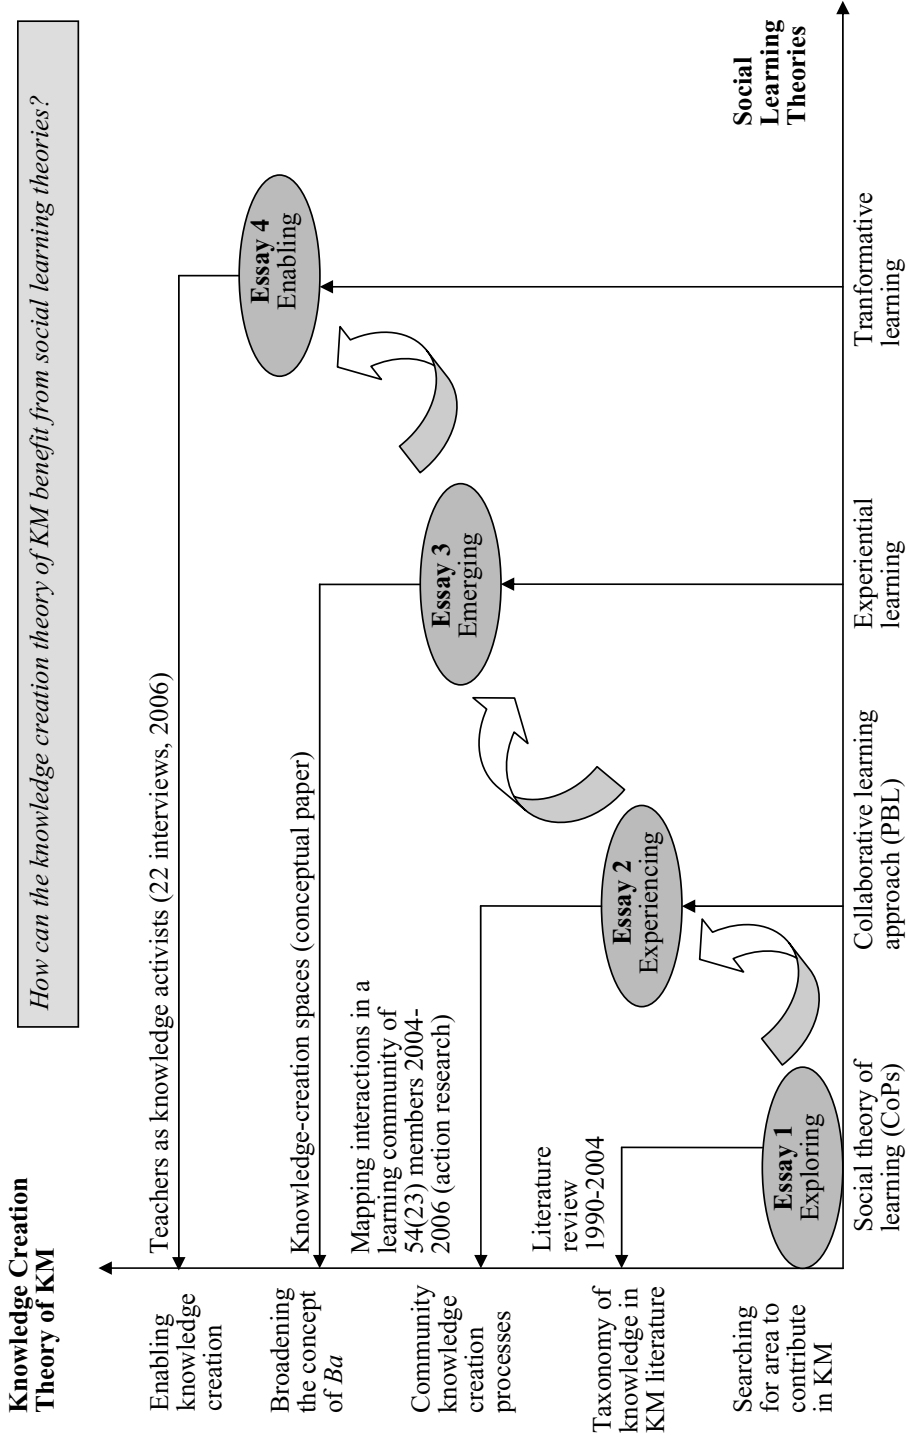 Knowledge Creation
Theory of KM
How can the knowledge creation theory of KM benefit from social learning theories?
Enabling
knowledge
creation
Teachers as knowledge activists (22 interviews, 2006)
Essay 4
Enabling
Broadening
the concept
of Ba
Knowledge-creation spaces (conceptual paper)
Essay 3
Emerging
Community
knowledge
creation
processes
Mapping interactions in a
learning community of
54(23) members 2004-
2006 (action research)
Essay 2
Experiencing
Taxonomy of
knowledge in
KM literature
Literature
review
1990-2004
Essay 1
Exploring
Searching
for area to
contribute
in KM
Social theory of
learning (CoPs)
Collaborative learning
approach (PBL)
Experiential
learning
Tranformative
learning
Social
Learning
Theories